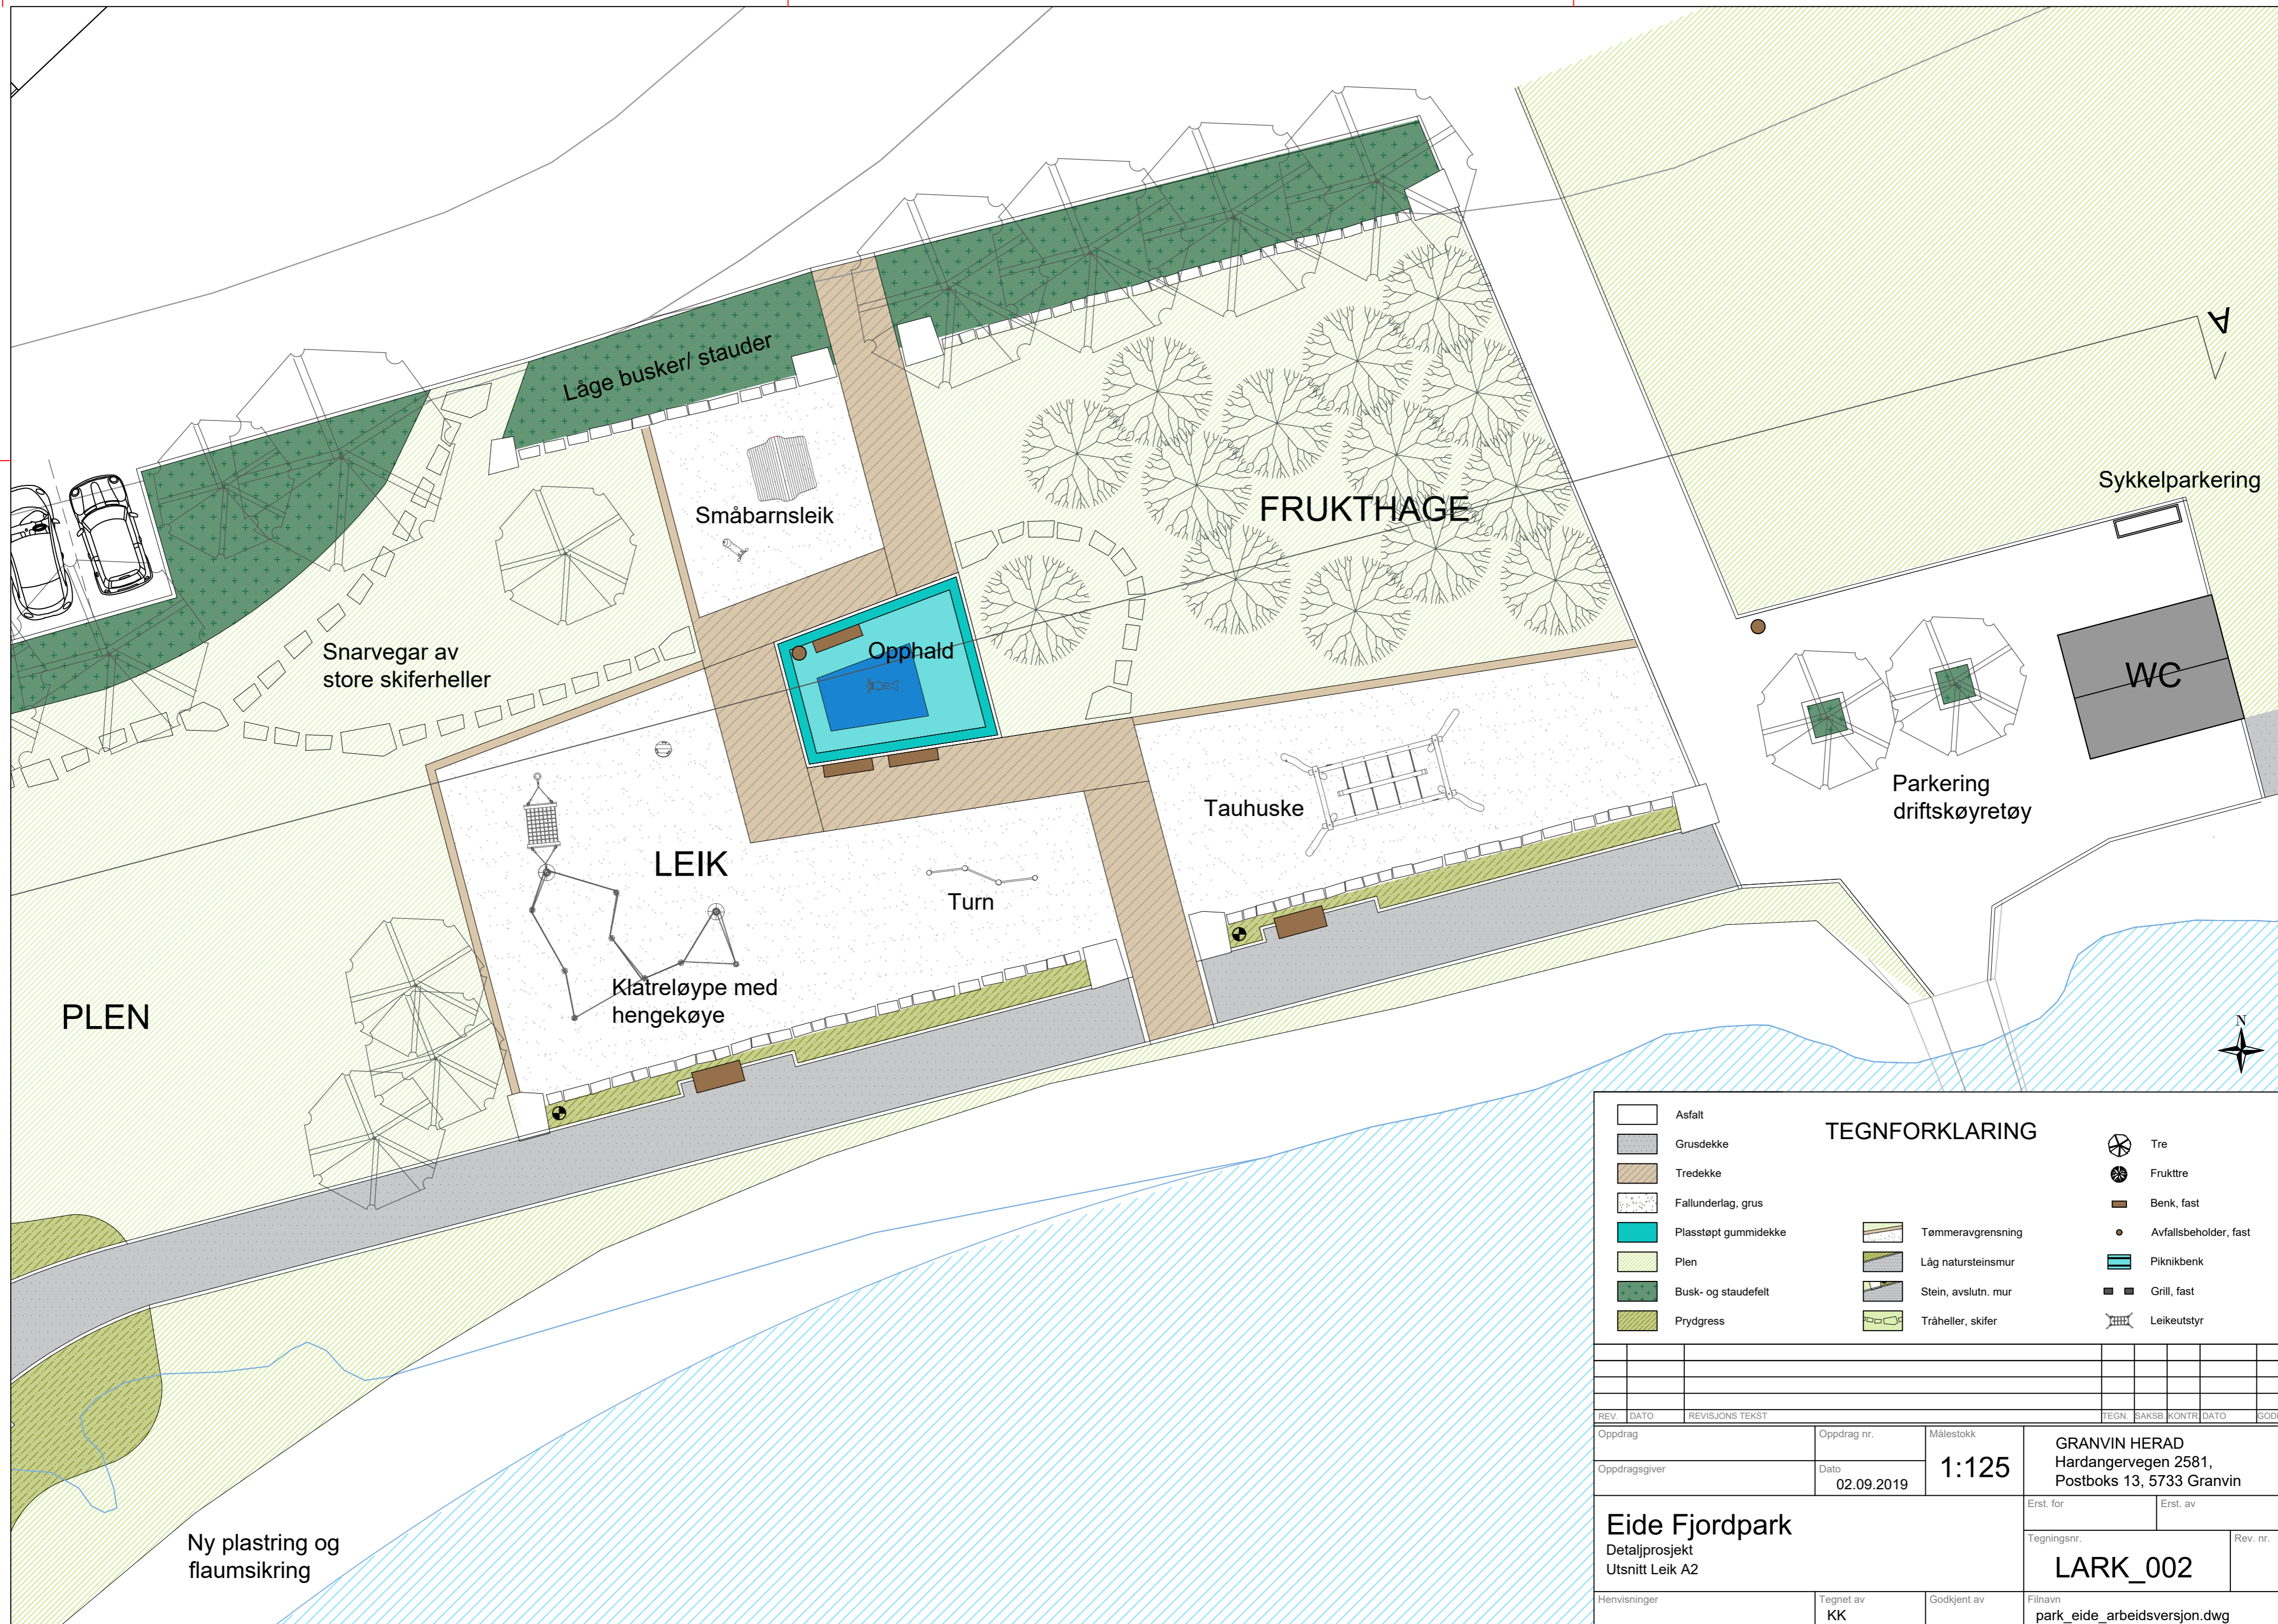 Låge busker/ stauder
Småbarnsleik
FRUKTHAGE
A
Sykkelparkering
Snarvegar av
store skiferheller
Opphald
WC
Parkering
driftskøyretøy
Tauhuske
LEIK
Turn
Klatreløype med
hengekøye
PLEN
N
Ny plastring og
flaumsikring
TEGNFORKLARING
Asfalt
Grusdekke
Tredekke
Fallunderlag, grus
Plasstøpt gummidekke
Plen
Busk- og staudefelt
Prydgress
Tømmeravgrensning
Låg natursteinsmur
Stein, avslutn. mur
Tråheller, skifer
Tre
Frukttre
Benk, fast
Avfallsbeholder, fast
Piknikbenk
Grill, fast
Leikeutstyr
REV. DATO REVISJONS TEKST TEGN. SAKSB. KONTR. DATO
Oppdrag
Oppdrag nr.
Målestokk
1:125
Oppdragsgiver
Dato
02.09.2019
GRANVIN HERAD
Hardangervegen 2581,
Postboks 13, 5733 Granvin
Erst. for
Erst. av
Eide Fjordpark
Detaljprosjekt
Utsnitt Leik A2
Tegningsnr.
LARK_002
Rev. nr.
Henvisninger
Tegnet av
KK
Godkjent av
Filnavn
park_eide_arbeidsversjon.dwg